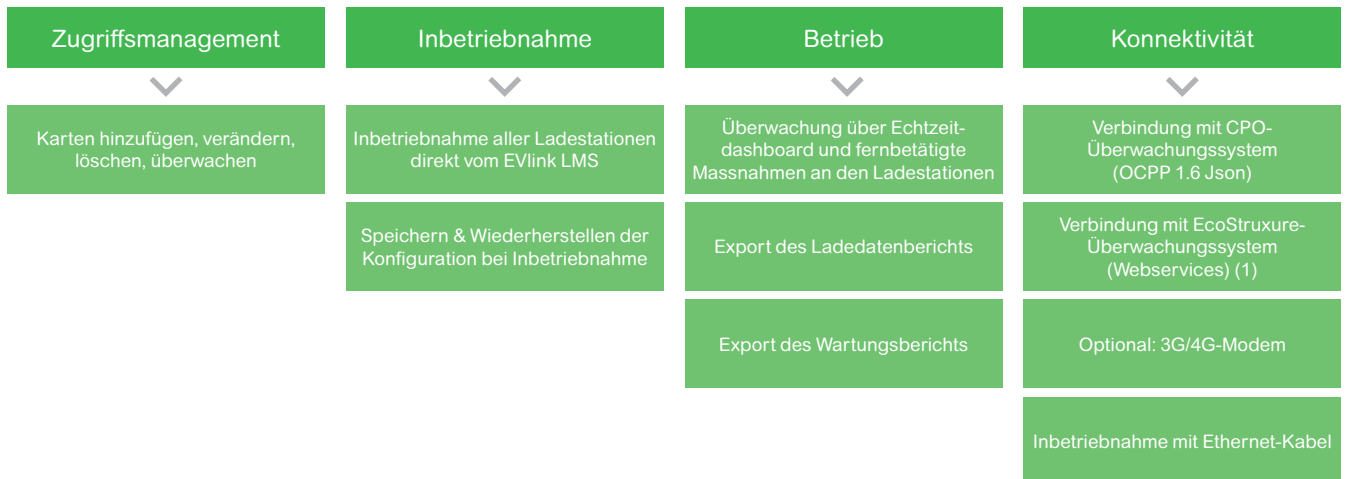 Zugriffsmanagement
Karten hinzufügen, verändern,
löschen, überwachen
Inbetriebnahme
Inbetriebnahme aller Ladestationen
direkt vom EVlink LMS
Speichern & Wiederherstellen der
Konfiguration bei Inbetriebnahme
Betrieb
Überwachung über Echtzeit-
dashboard und fernbetätigte
Massnahmen an den Ladestationen
Export des Ladedatenberichts
Export des Wartungsberichts
Konnektivität
Verbindung mit CPO-
Überwachungssystem
(OCPP 1.6 Json)
Verbindung mit EcoStruxure-
Überwachungssystem
(Webservices) (1)
Optional: 3G/4G-Modem
Inbetriebnahme mit Ethernet-Kabel